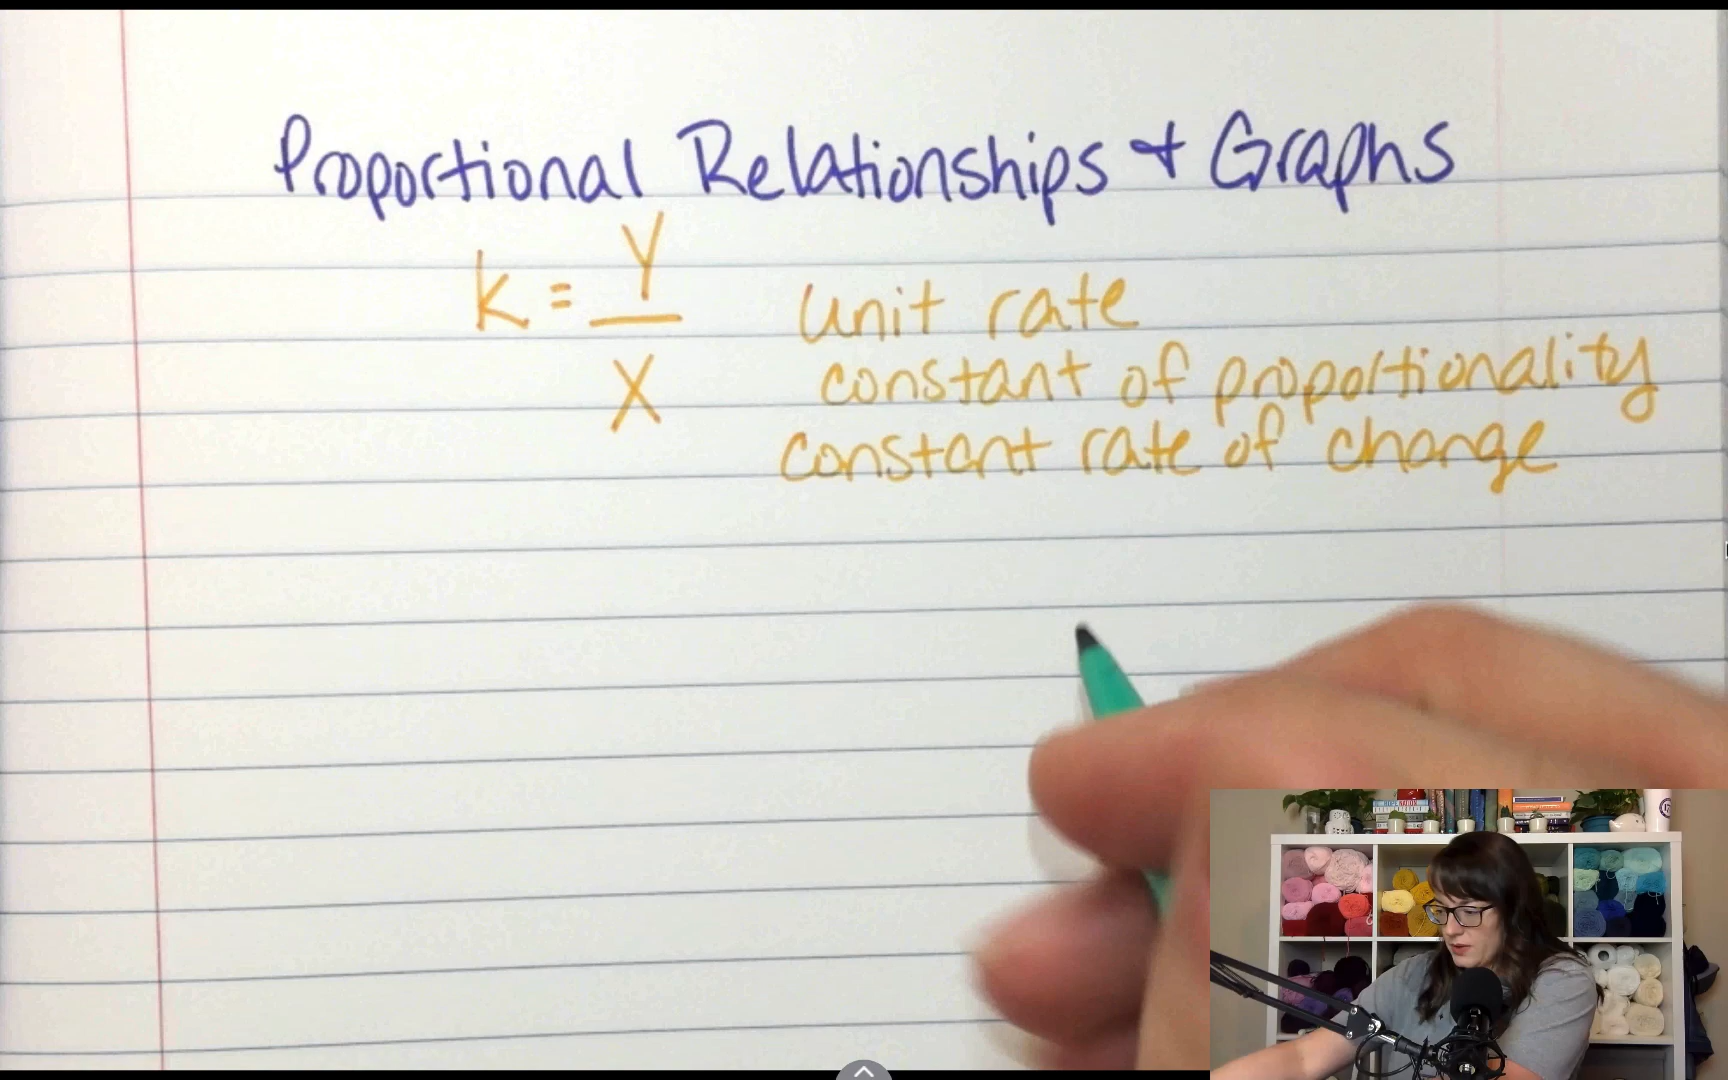 Proportional Relationships + Graphs
k = Y
X
unit rate
constant of proportionality
constant rate of change